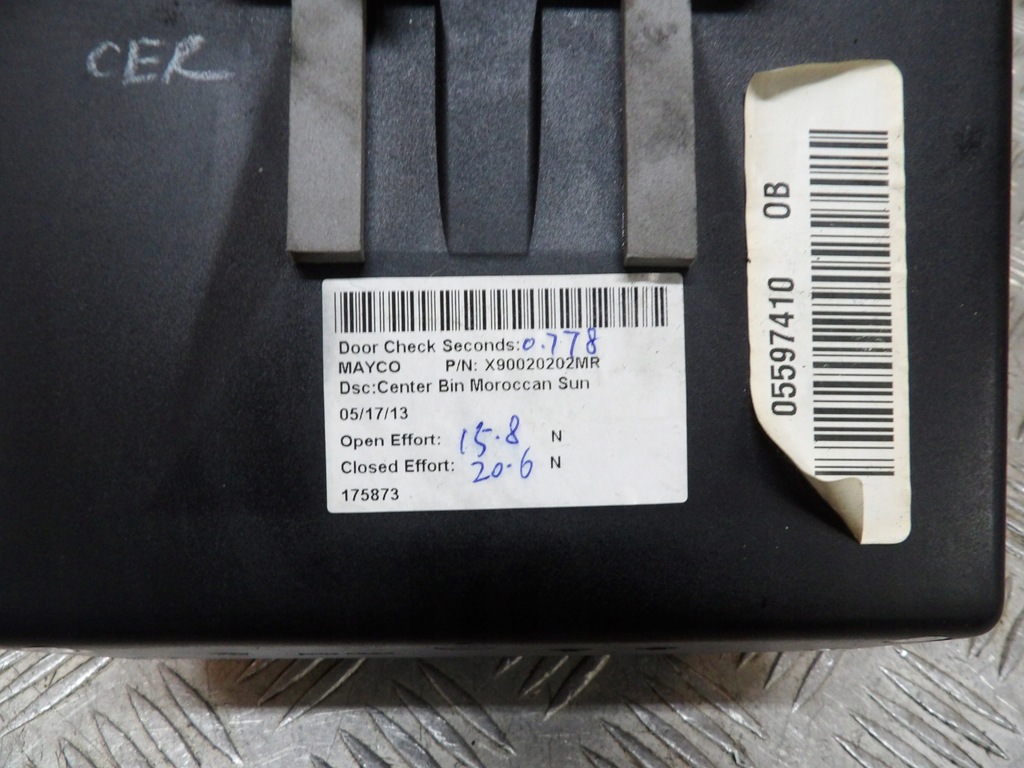 CER
Door Check Seconds: 0.778
MAYCO P/N: X90020202MR
Dsc:Center Bin Moroccan Sun
05/17/13
Open Effort: 15.8 N
Closed Effort: 20.6 N
175873
05597410 0B